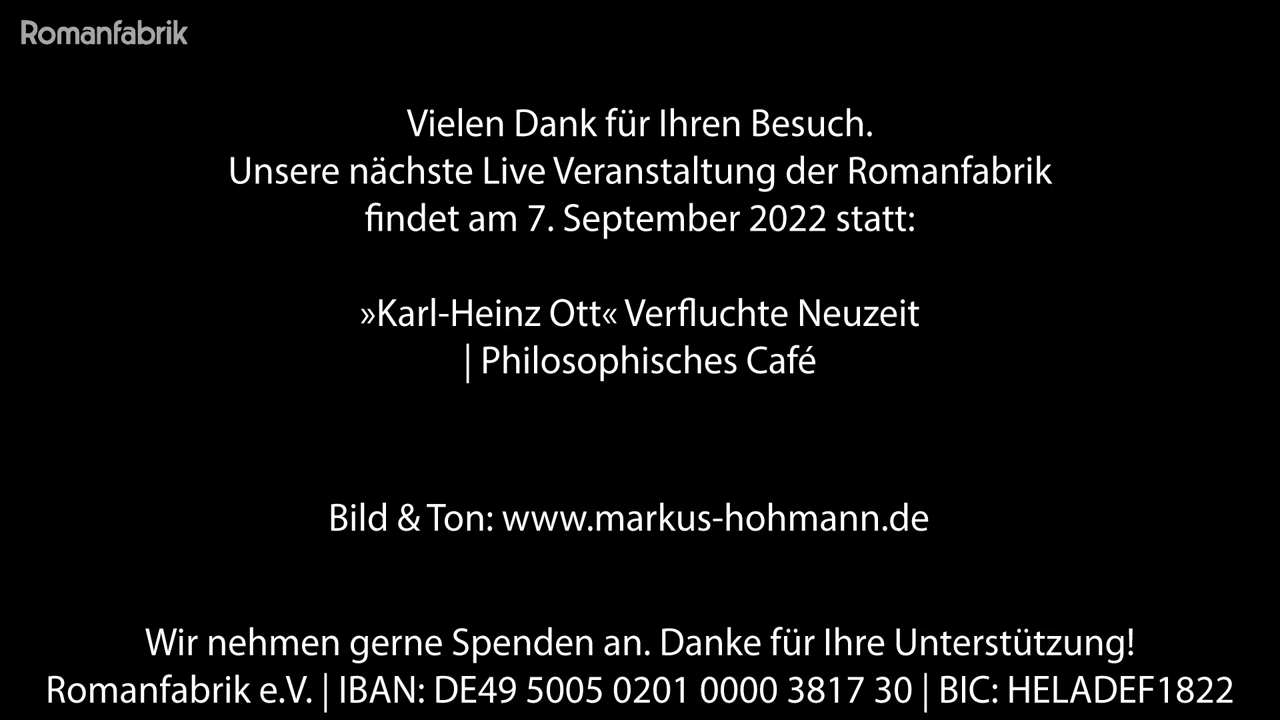 Romanfabrik
Vielen Dank für Ihren Besuch.
Unsere nächste Live Veranstaltung der Romanfabrik
findet am 7. September 2022 statt:
»Karl-Heinz Ott« Verfluchte Neuzeit
| Philosophisches Café
Bild & Ton: www.markus-hohmann.de
Wir nehmen gerne Spenden an. Danke für Ihre Unterstützung!
Romanfabrik e.V. | IBAN: DE49 5005 0201 0000 3817 30 | BIC: HELADEF1822